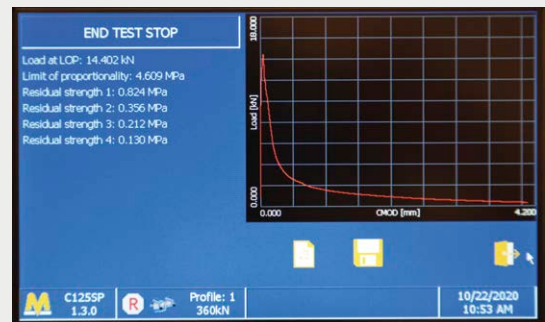 END TEST STOP
Load at LOP: 14.402 kN
Limit of proportionality: 4.609 MPa
Residual strength 1: 0.824 MPa
Residual strength 2: 0.356 MPa
Residual strength 3: 0.212 MPa
Residual strength 4: 0.130 MPa
18.000
Load [kN]
0.000
0.000
CMOD [mm]
4.200
C125SP
1.3.0
R
Profile: 1
360kN
10/22/2020
10:53 AM